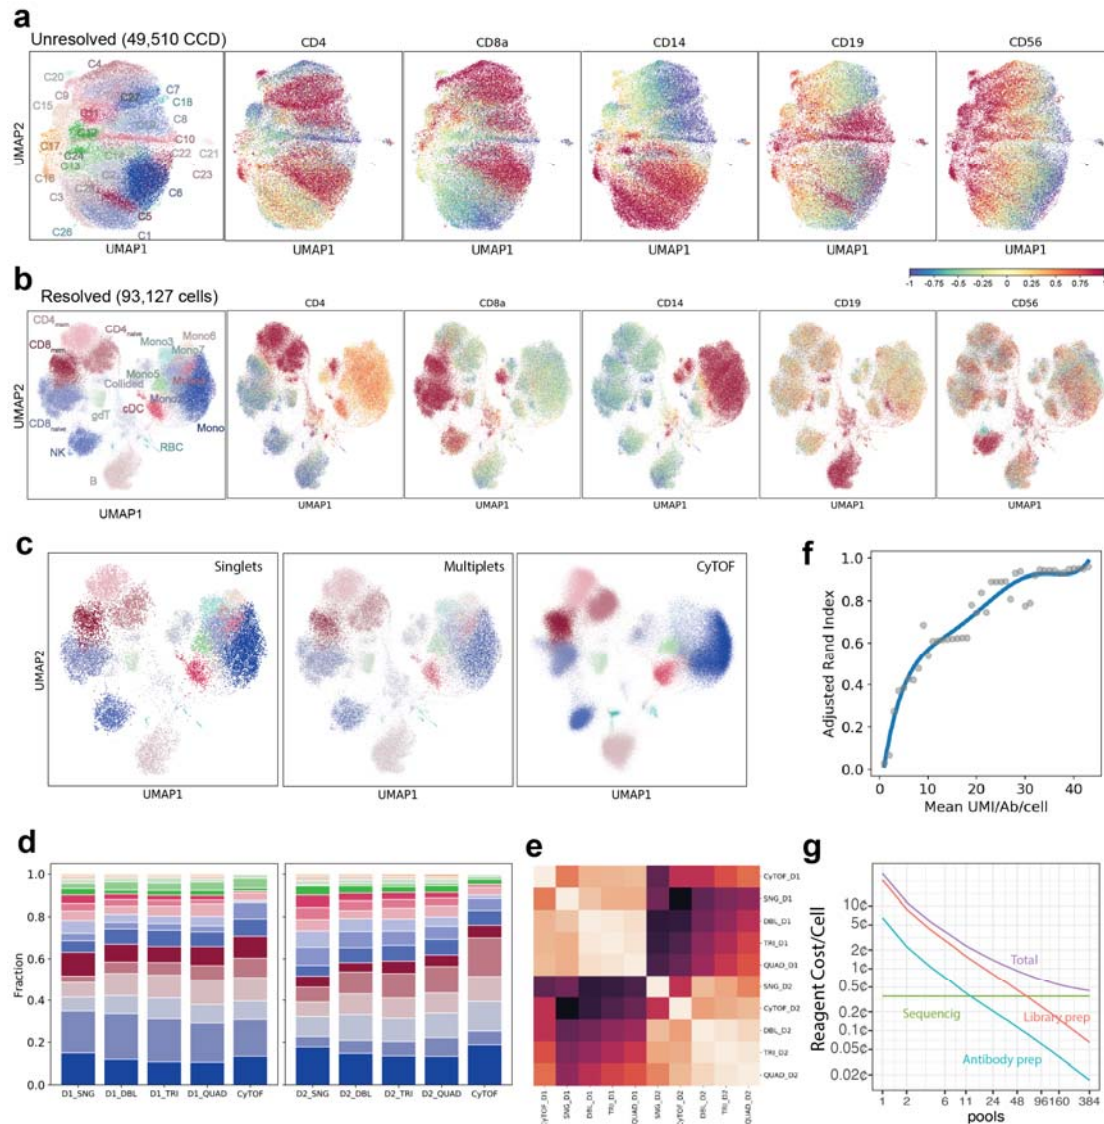 a
Unresolved (49,510 CCD)
CD4
CD8a
CD14
CD19
CD56
C20
C4
C9
C27
C7
C18
C15
C11
C8
C12
C17
C10
C24
C22
C21
C13
C23
C16
C6
C3
C5
C26
C1
UMAP2
UMAP1
UMAP1
UMAP1
UMAP1
UMAP1
UMAP1
b
Resolved (93,127 cells)
-1 -0.75 -0.5 -0.25 0 0.25 0.5 0.75
CD4
CD8a
CD14
CD19
CD56
CD4mem
CD4naive
Mono6
Mono3
Mono7
CD8mem
Mono5
Collided
gdT
cDC
CD8naive
Mono
NK
RBC
B
UMAP2
UMAP1
UMAP1
UMAP1
UMAP1
UMAP1
UMAP1
c
Singlets
Multiplets
CyTOF
UMAP2
UMAP1
UMAP1
UMAP1
f
Adjusted Rand Index
1.0
0.8
0.6
0.4
0.2
0.0
0 10 20 30 40
Mean UMI/Ab/cell
d
Fraction
1.0
0.8
0.6
0.4
0.2
0.0
D1_SNG D1_DBL D1_TRI D1_QUAD CyTOF
D2_SNG D2_DBL D2_TRI D2_QUAD CyTOF
e
CyTOF_D1
SNG_D1
DBL_D1
TRI_D1
QUAD_D1
SNG_D2
CyTOF_D2
DBL_D2
TRI_D2
QUAD_D2
CyTOF_D1 SNG_D1 DBL_D1 TRI_D1 QUAD_D1 SNG_D2 CyTOF_D2 DBL_D2 TRI_D2 QUAD_D2
g
Reagent Cost/Cell
10¢
5¢
2¢
1¢
0.5¢
0.2¢
0.1¢
0.05¢
0.02¢
Total
Sequencig
Library prep
Antibody prep
1 2 6 11 24 48 96 160 384
pools